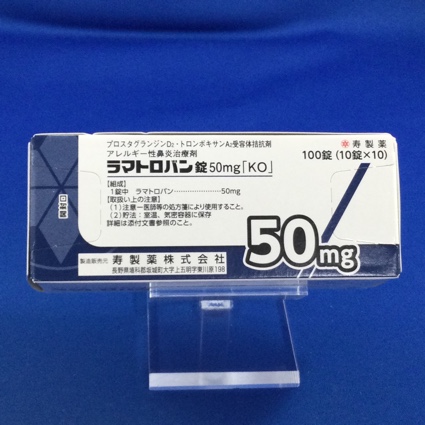 プロスタグランジンD₂・トロンボキサンA₂受容体拮抗剤
アレルギー性鼻炎治療剤
ラマトロバン錠50mg「KO」
寿製薬
100錠(10錠×10)
【組成】
1錠中 ラマトロバン…………………50mg
【取扱い上の注意】
(1)注意-医師等の処方箋により使用すること。
(2)貯法:室温、気密容器に保存
詳細は添付文書参照のこと。
50mg
製造販売元 寿製薬株式会社
長野県埴科郡坂城町大字上五明字東川原198